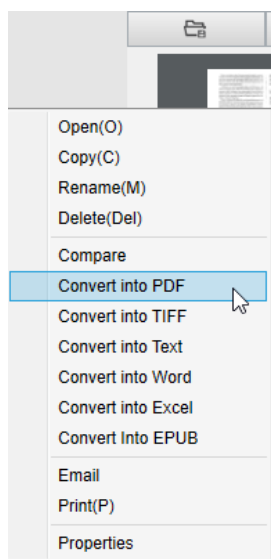 Open(O)
Copy(C)
Rename(M)
Delete(Del)
Compare
Convert into PDF
Convert into TIFF
Convert into Text
Convert into Word
Convert into Excel
Convert Into EPUB
Email
Print(P)
Properties